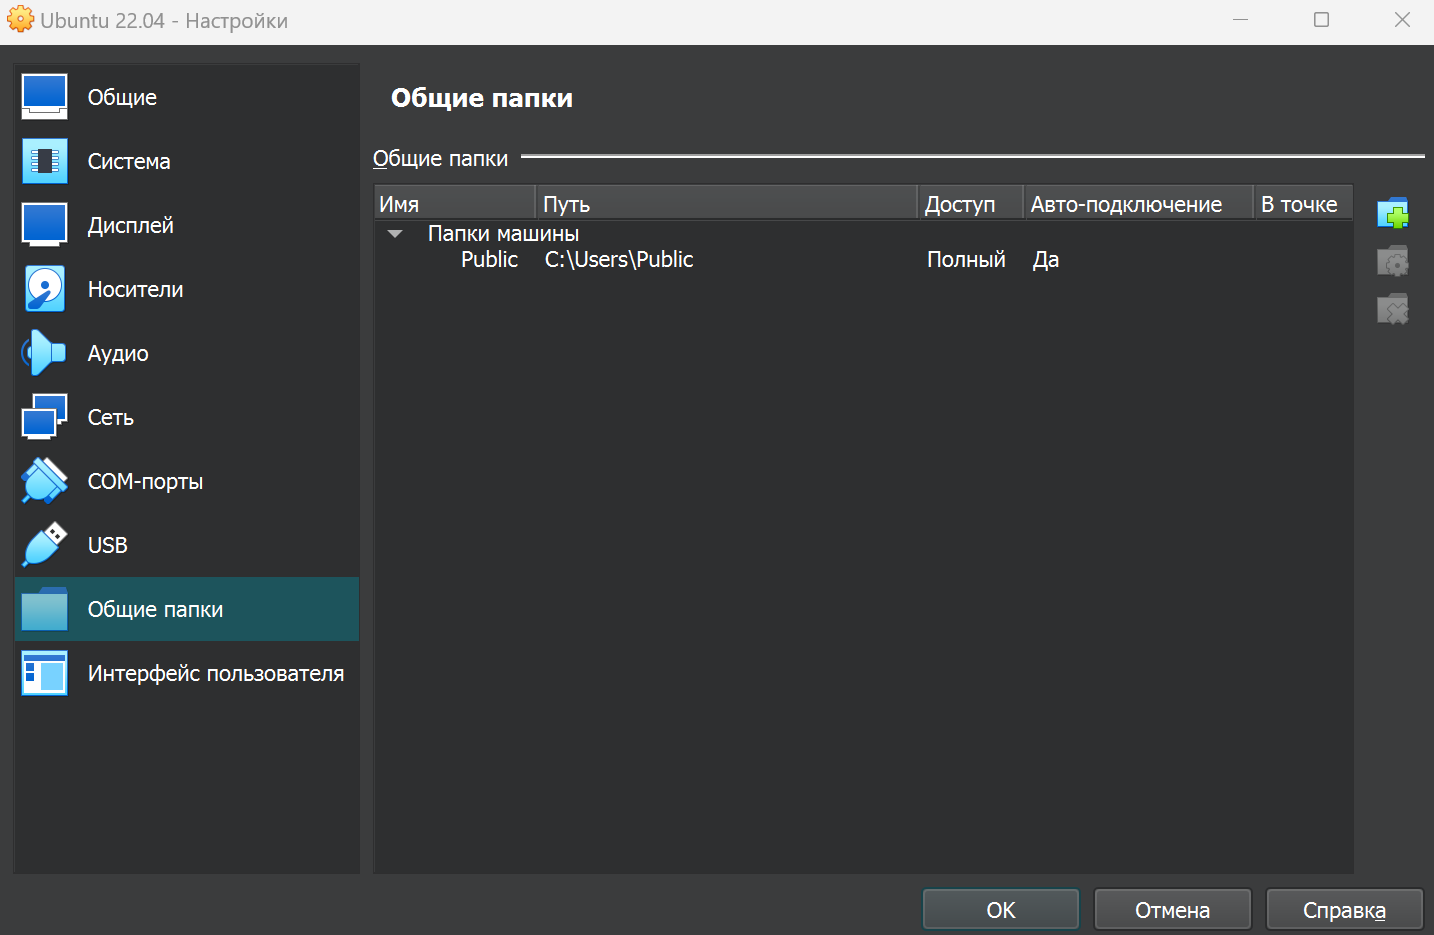 Ubuntu 22.04 - Настройки
Общие
Система
Дисплей
Носители
Аудио
Сеть
COM-порты
USB
Общие папки
Интерфейс пользователя
Общие папки
Общие папки
Имя Путь Доступ Авто-подключение В точке
Папки машины
Public C:\Users\Public Полный Да
OK Отмена Справка